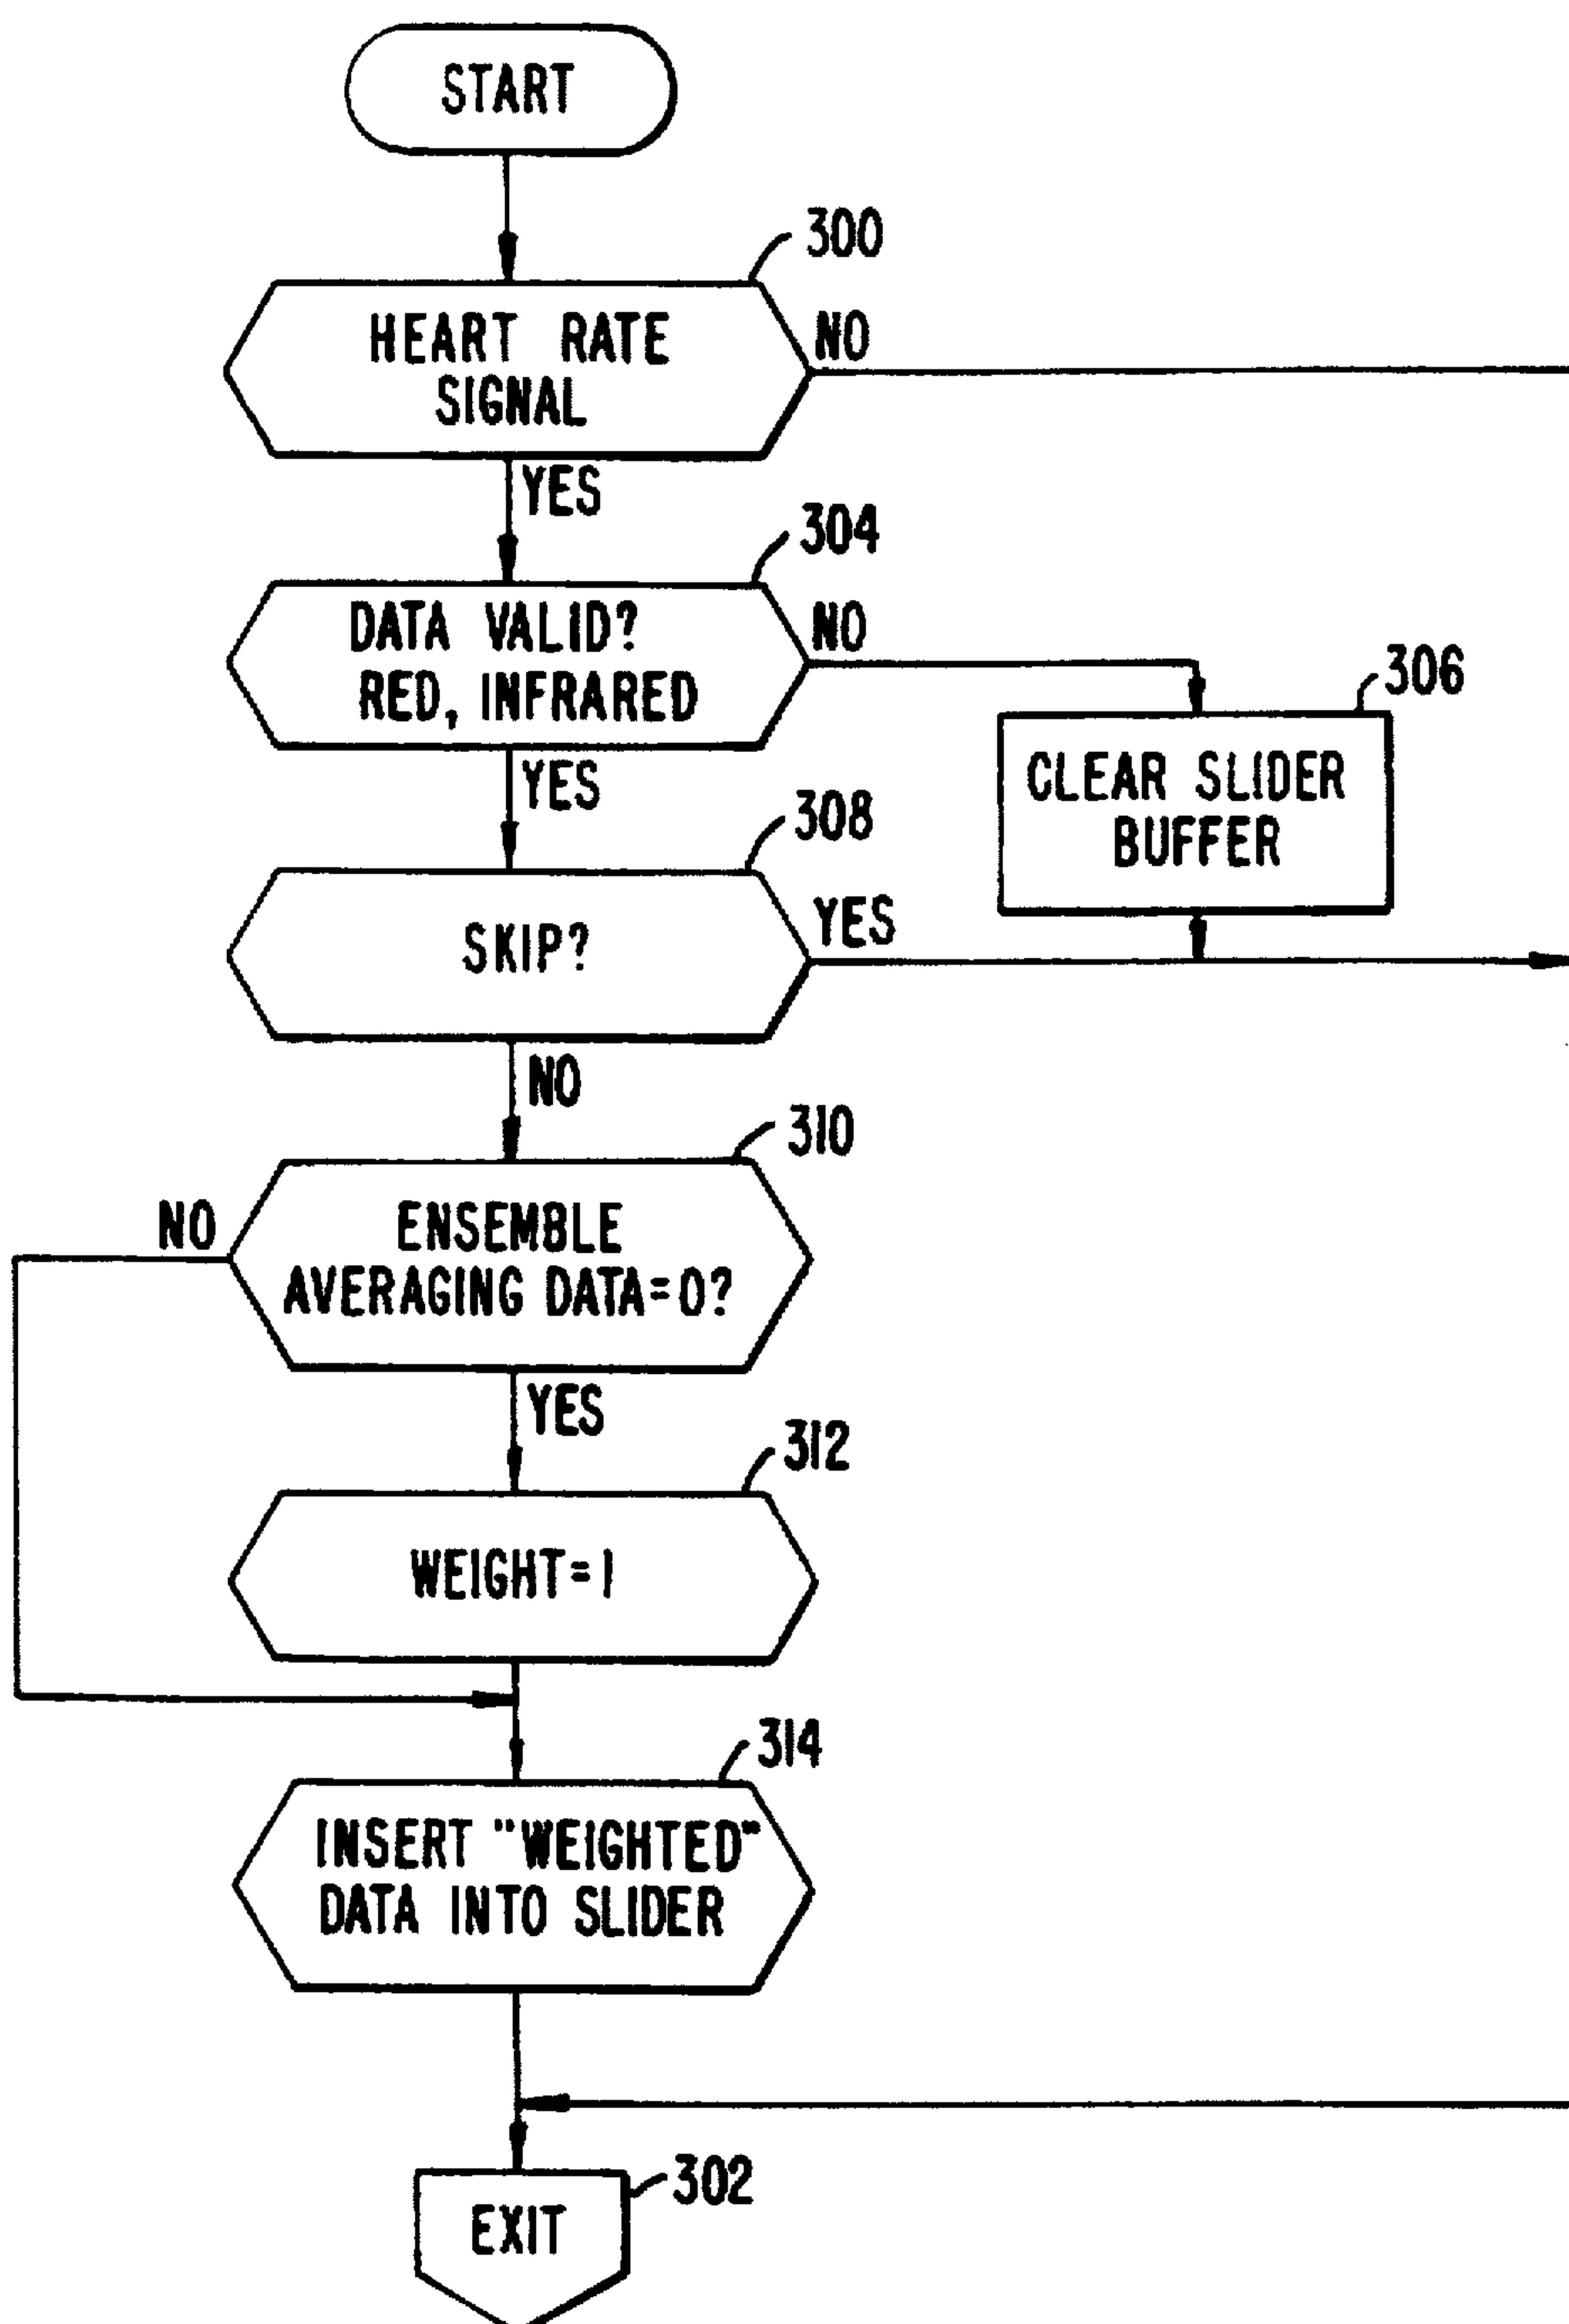 START
300
HEART RATE
SIGNAL
NO
YES
304
DATA VALID?
RED, INFRARED
NO
306
CLEAR SLIDER
BUFFER
YES
308
SKIP?
YES
NO
310
ENSEMBLE
AVERAGING DATA=0?
NO
YES
312
WEIGHT=1
314
INSERT "WEIGHTED"
DATA INTO SLIDER
302
EXIT